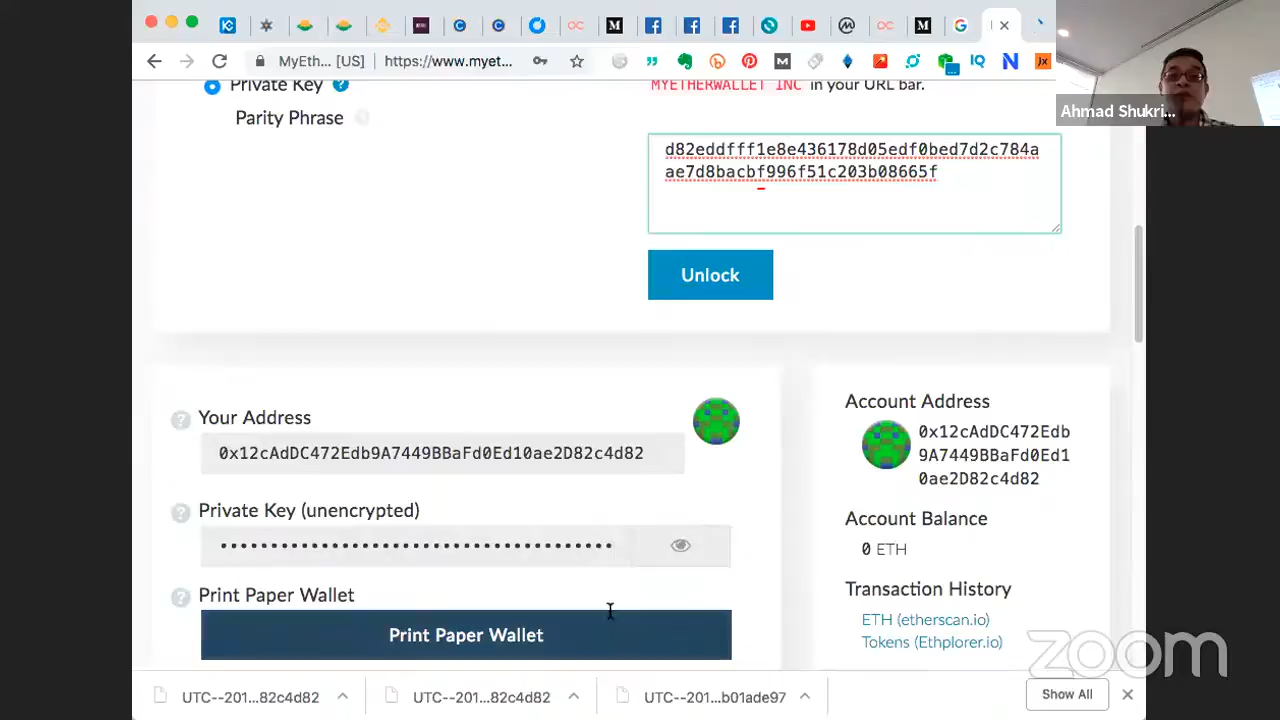 MyEth... [US]
https://www.myet...
Ahmad Shukri...
Private Key
Parity Phrase
MYETHERWALLET INC in your URL bar.
d82eddfff1e8e436178d05edf0bed7d2c784a
ae7d8bacbf996f51c203b08665f
Unlock
Your Address
0x12cAdDC472Edb9A7449BBaFd0Ed10ae2D82c4d82
Private Key (unencrypted)
Print Paper Wallet
Print Paper Wallet
Account Address
0x12cAdDC472Edb
9A7449BBaFd0Ed1
0ae2D82c4d82
Account Balance
0 ETH
Transaction History
ETH (etherscan.io)
Tokens (Ethplorer.io)
zoom
UTC--201...82c4d82
UTC--201...82c4d82
UTC--201...b01ade97
Show All